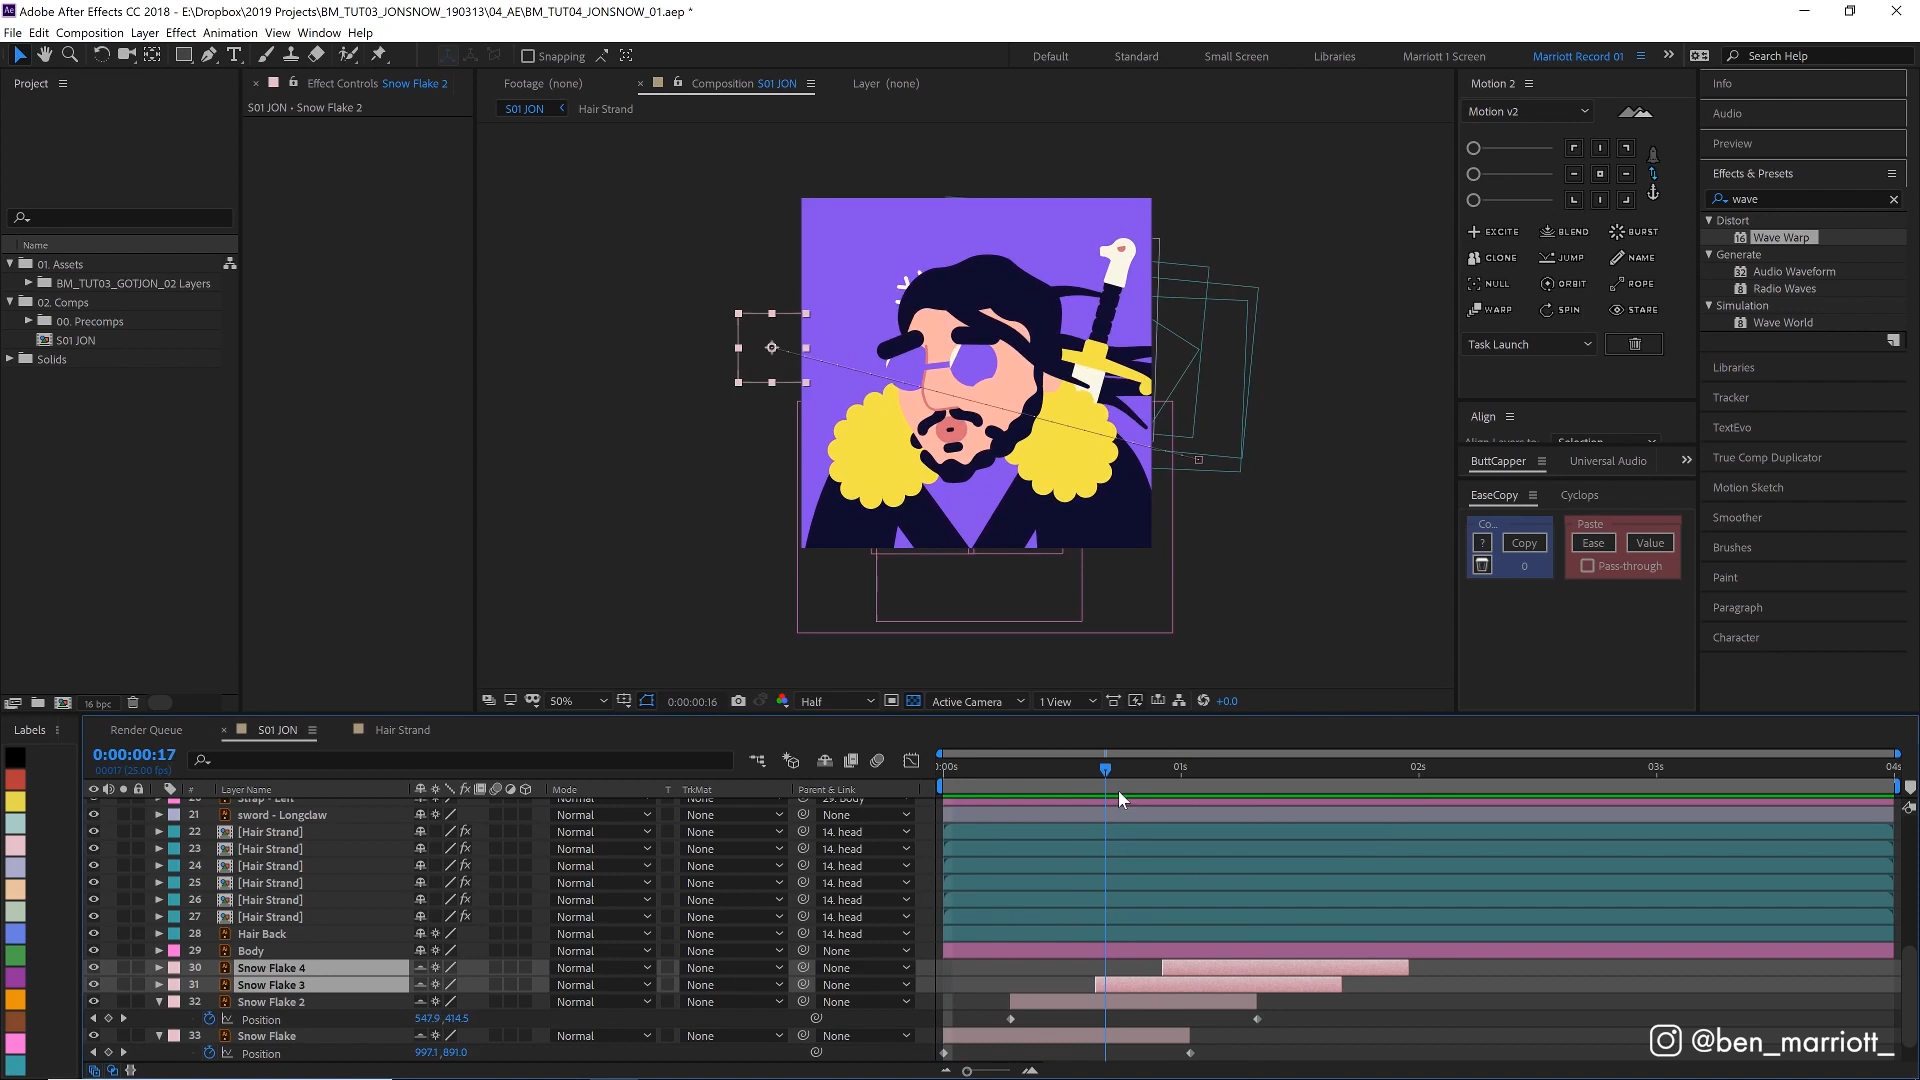 Adobe After Effects CC 2018 - E:\Dropbox\2019 Projects\BM_TUT03_JONSNOW_190313\04_AE\BM_TUT04_JONSNOW_01.aep *
File Edit Composition Layer Effect Animation View Window Help
Snapping
Default Standard Small Screen Libraries Marriott 1 Screen Marriott Record 01 Search Help
Project
Effect Controls Snow Flake 2
S01 JON • Snow Flake 2
Name
01. Assets
BM_TUT03_GOTJON_02 Layers
02. Comps
00. Precomps
S01 JON
Solids
16 bpc
Footage (none) Composition S01 JON Layer (none)
S01 JON Hair Strand
50% 0:00:00:16 Half Active Camera 1 View +0.0
Motion 2
Motion v2
EXCITE BLEND BURST
CLONE JUMP NAME
NULL ORBIT ROPE
WARP SPIN STARE
Task Launch
Align
Align Layers to: Selection
ButtCapper Universal Audio
EaseCopy Cyclops
Co... Paste
? Copy Ease Value
0 Pass-through
Info
Audio
Preview
Effects & Presets
wave
Distort
Wave Warp
Generate
Audio Waveform
Radio Waves
Simulation
Wave World
Libraries
Tracker
TextEvo
True Comp Duplicator
Motion Sketch
Smoother
Wiggler
Brushes
Paint
Paragraph
Character
Labels
Render Queue S01 JON Hair Strand
0:00:00:17
00017 (25.00 fps)
:00s 01s 02s 03s 04s
# Layer Name Mode T TrkMat Parent & Link
20 Strap - Left Normal None 29. Body
21 sword - Longclaw Normal None None
22 [Hair Strand] Normal None 14. head
23 [Hair Strand] Normal None 14. head
24 [Hair Strand] Normal None 14. head
25 [Hair Strand] Normal None 14. head
26 [Hair Strand] Normal None 14. head
27 [Hair Strand] Normal None 14. head
28 Hair Back Normal None 14. head
29 Body Normal None None
30 Snow Flake 4 Normal None None
31 Snow Flake 3 Normal None None
32 Snow Flake 2 Normal None None
Position 547.9,414.5
33 Snow Flake Normal None None
Position 997.1,891.0
@ben_marriott_